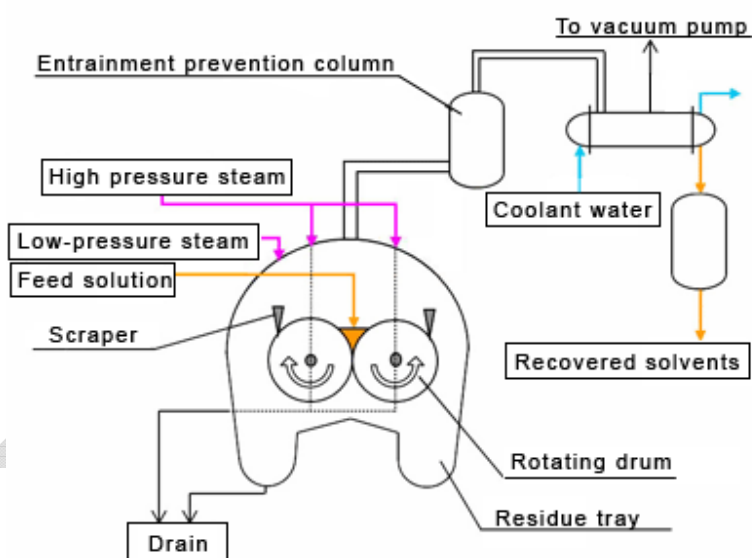 To vacuum pump
Entrainment prevention column
High pressure steam
Coolant water
Low-pressure steam
Feed solution
Scraper
Recovered solvents
Rotating drum
Residue tray
Drain